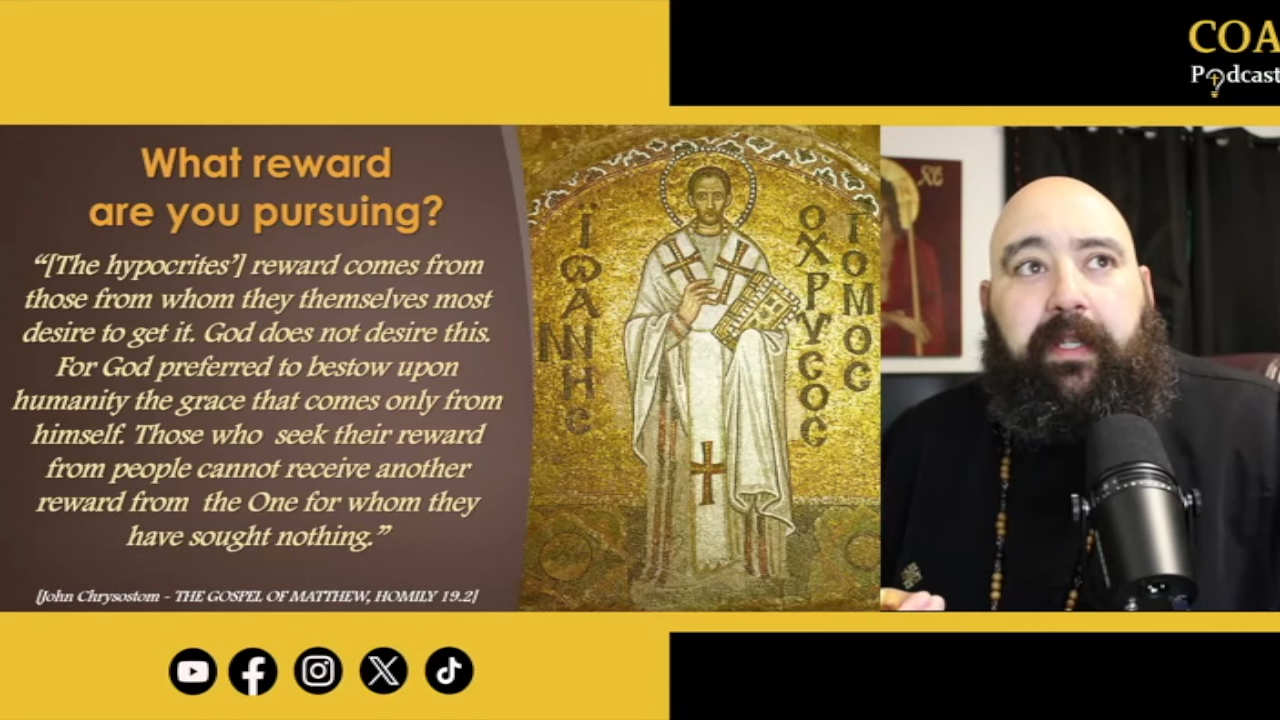 COA
Podcast
What reward
are you pursuing?
“[The hypocrites’] reward comes from
those from whom they themselves most
desire to get it. God does not desire this.
For God preferred to bestow upon
humanity the grace that comes only from
himself. Those who seek their reward
from people cannot receive another
reward from the One for whom they
have sought nothing.”
[John Chrysostom - THE GOSPEL OF MATTHEW, HOMILY 19.2]
ΙѠΑΝΝΗС
ΟΧΡΥСΟС
ΤΟΜΟС